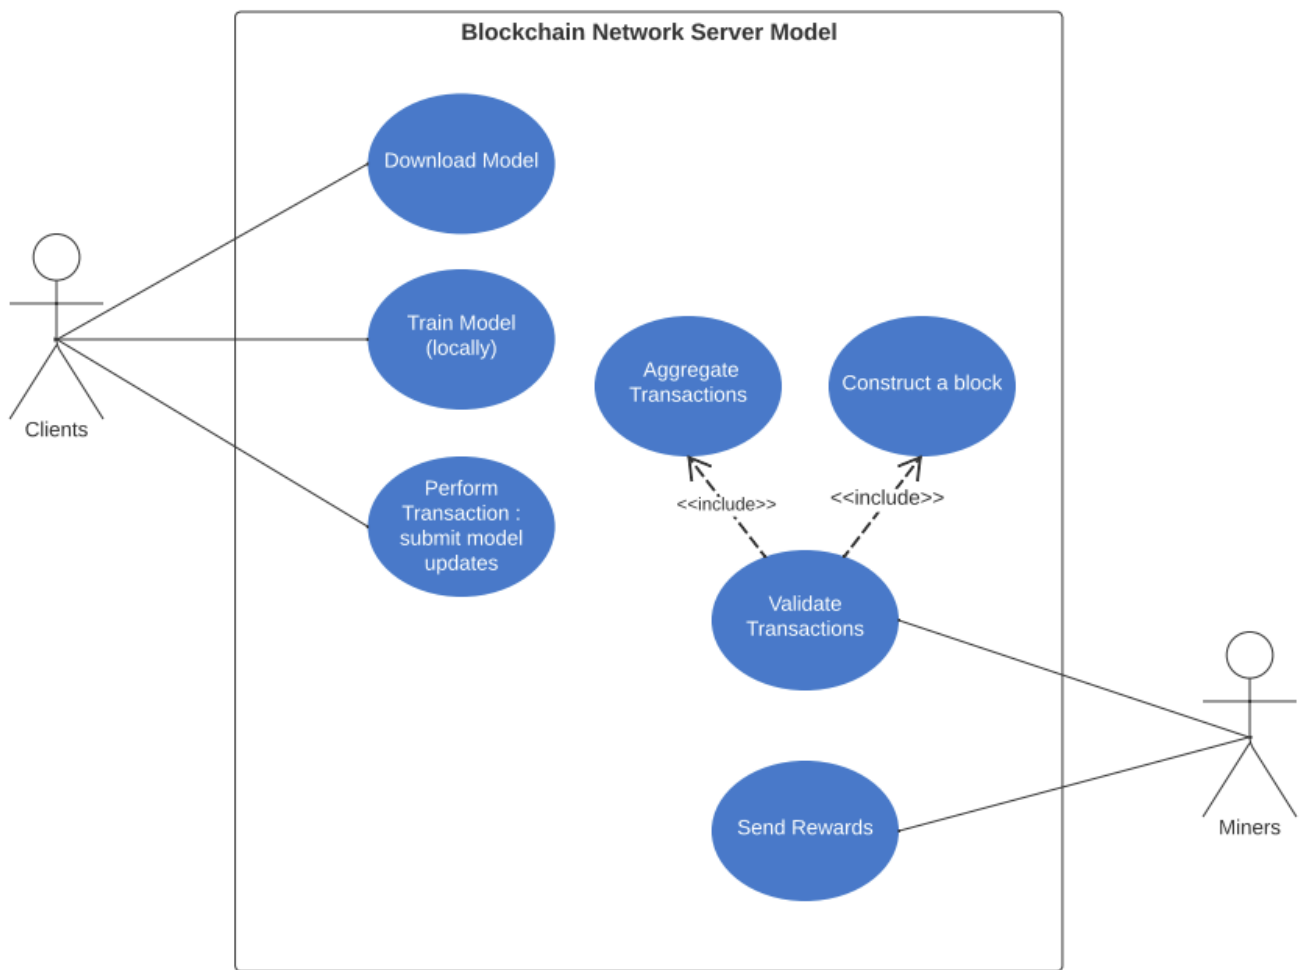 Blockchain Network Server Model
Download Model
Train Model
(locally)
Aggregate
Transactions
Construct a block
Clients
Perform
Transaction :
submit model
updates
<<include>>
<<include>>
Validate
Transactions
Send Rewards
Miners